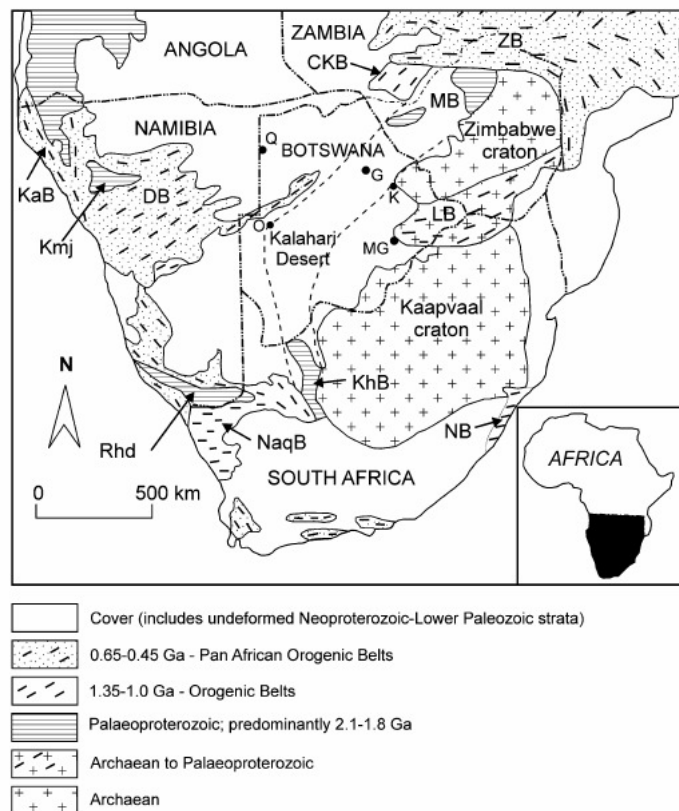 ANGOLA
ZAMBIA
CKB
ZB
NAMIBIA
MB
Zimbabwe
craton
Q
BOTSWANA
G
K
KaB
DB
Kmj
LB
O
Kalahari
Desert
MG
Kaapvaal
craton
N
KhB
Rhd
NaqB
NB
AFRICA
0
500 km
SOUTH AFRICA
Cover (includes undeformed Neoproterozoic-Lower Paleozoic strata)
0.65-0.45 Ga - Pan African Orogenic Belts
1.35-1.0 Ga - Orogenic Belts
Palaeoproterozoic; predominantly 2.1-1.8 Ga
Archaean to Palaeoproterozoic
Archaean